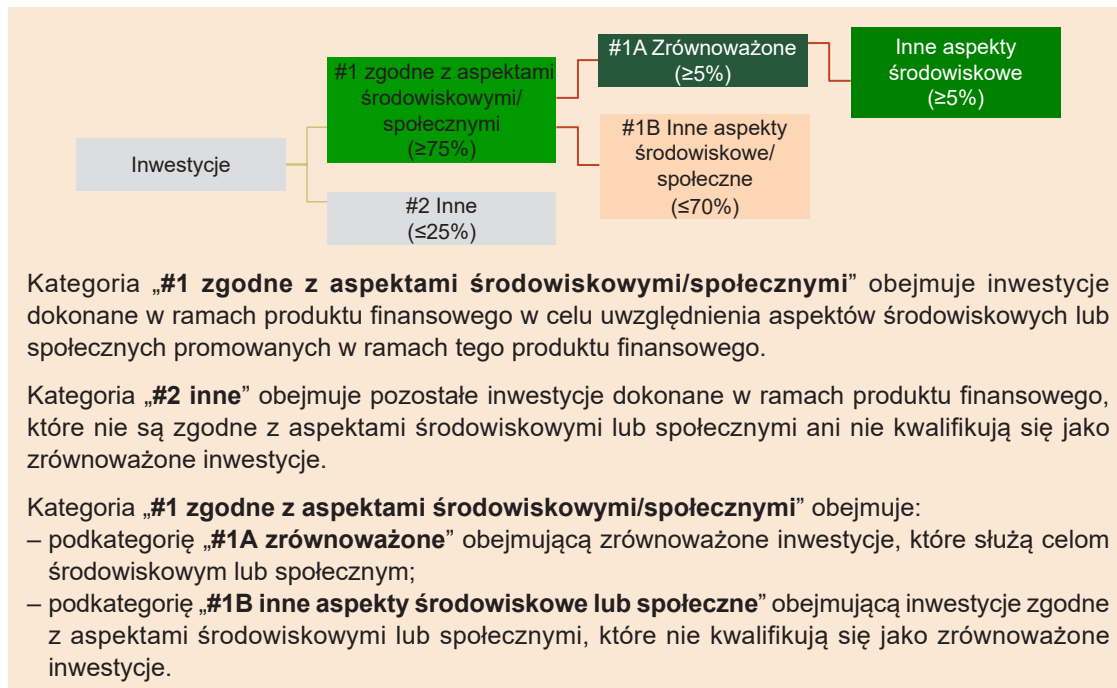 #1A Zrównoważone
(≥5%)
Inne aspekty
środowiskowe
(≥5%)
#1 zgodne z aspektami
środowiskowymi/
społecznymi
(≥75%)
#1B Inne aspekty
środowiskowe/
społeczne
(≤70%)
Inwestycje
#2 Inne
(≤25%)
Kategoria „#1 zgodne z aspektami środowiskowymi/społecznymi” obejmuje inwestycje
dokonane w ramach produktu finansowego w celu uwzględnienia aspektów środowiskowych lub
społecznych promowanych w ramach tego produktu finansowego.
Kategoria „#2 inne” obejmuje pozostałe inwestycje dokonane w ramach produktu finansowego,
które nie są zgodne z aspektami środowiskowymi lub społecznymi ani nie kwalifikują się jako
zrównoważone inwestycje.
Kategoria „#1 zgodne z aspektami środowiskowymi/społecznymi” obejmuje:
– podkategorię „#1A zrównoważone” obejmującą zrównoważone inwestycje, które służą celom
środowiskowym lub społecznym;
– podkategorię „#1B inne aspekty środowiskowe lub społeczne” obejmującą inwestycje zgodne
z aspektami środowiskowymi lub społecznymi, które nie kwalifikują się jako zrównoważone
inwestycje.